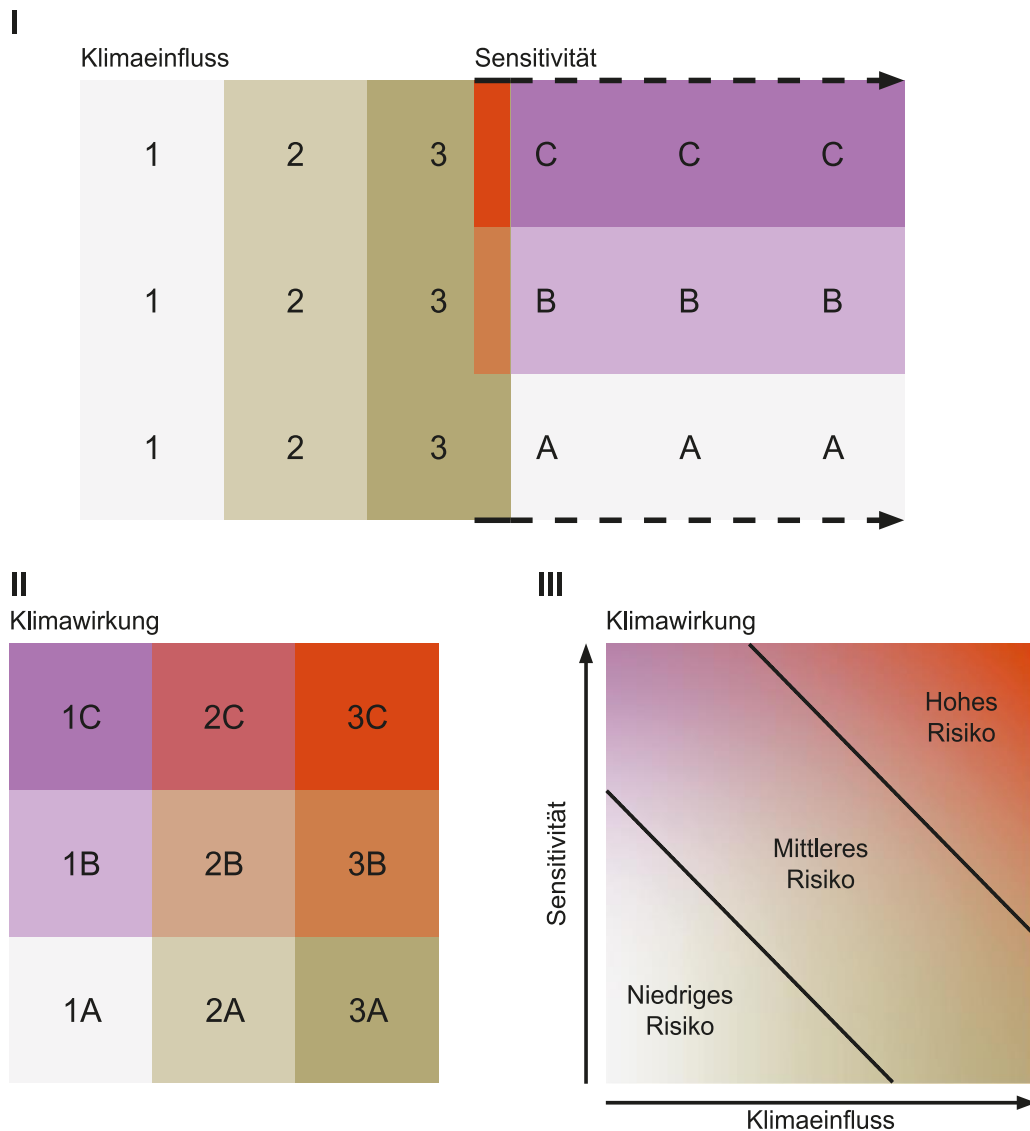 I
Klimaeinfluss Sensitivität
1 2 3 C C C
1 2 3 B B B
1 2 3 A A A
II
Klimawirkung
1C 2C 3C
1B 2B 3B
1A 2A 3A
III
Klimawirkung
Hohes
Risiko
Mittleres
Risiko
Niedriges
Risiko
Sensitivität
Klimaeinfluss